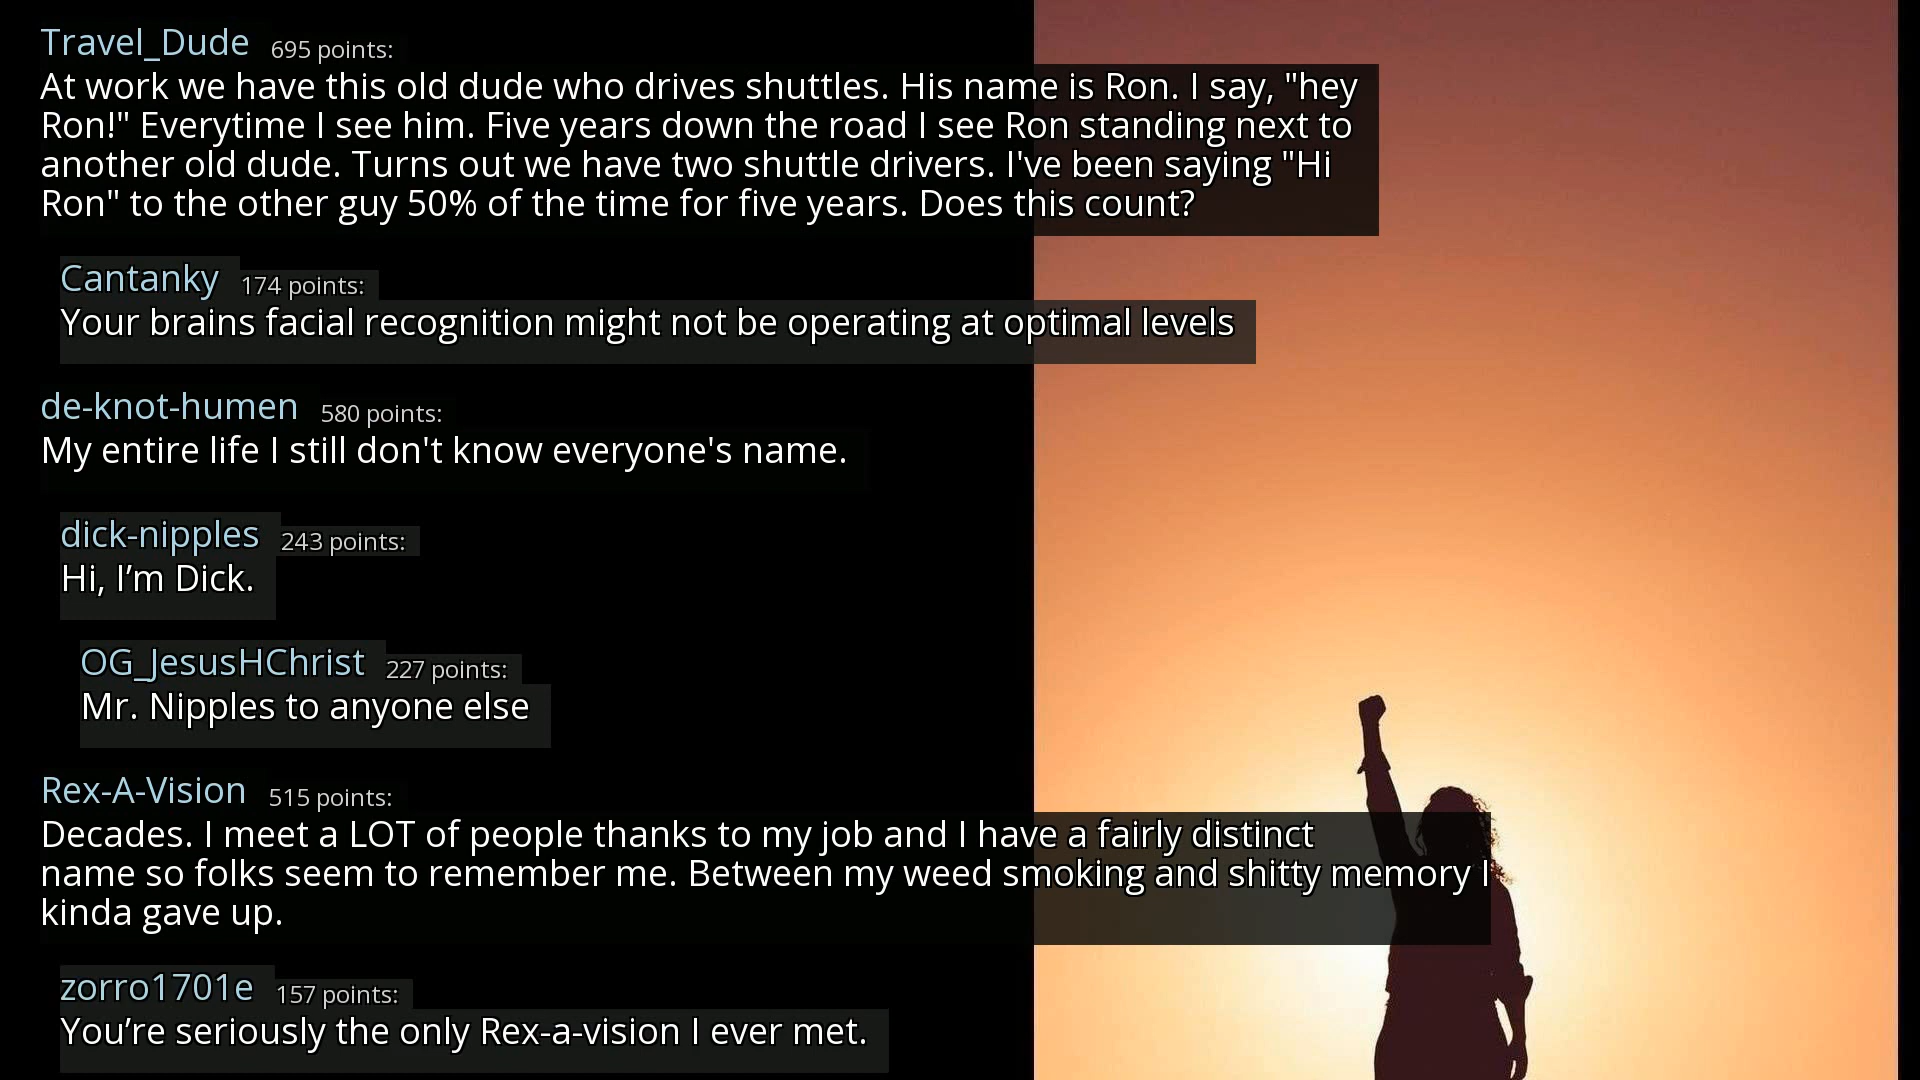 Travel_Dude 695 points:
At work we have this old dude who drives shuttles. His name is Ron. I say, "hey
Ron!" Everytime I see him. Five years down the road I see Ron standing next to
another old dude. Turns out we have two shuttle drivers. I've been saying "Hi
Ron" to the other guy 50% of the time for five years. Does this count?
Cantanky 174 points:
Your brains facial recognition might not be operating at optimal levels
de-knot-humen 580 points:
My entire life I still don't know everyone's name.
dick-nipples 243 points:
Hi, I’m Dick.
OG_JesusHChrist 227 points:
Mr. Nipples to anyone else
Rex-A-Vision 515 points:
Decades. I meet a LOT of people thanks to my job and I have a fairly distinct
name so folks seem to remember me. Between my weed smoking and shitty memory I
kinda gave up.
zorro1701e 157 points:
You’re seriously the only Rex-a-vision I ever met.